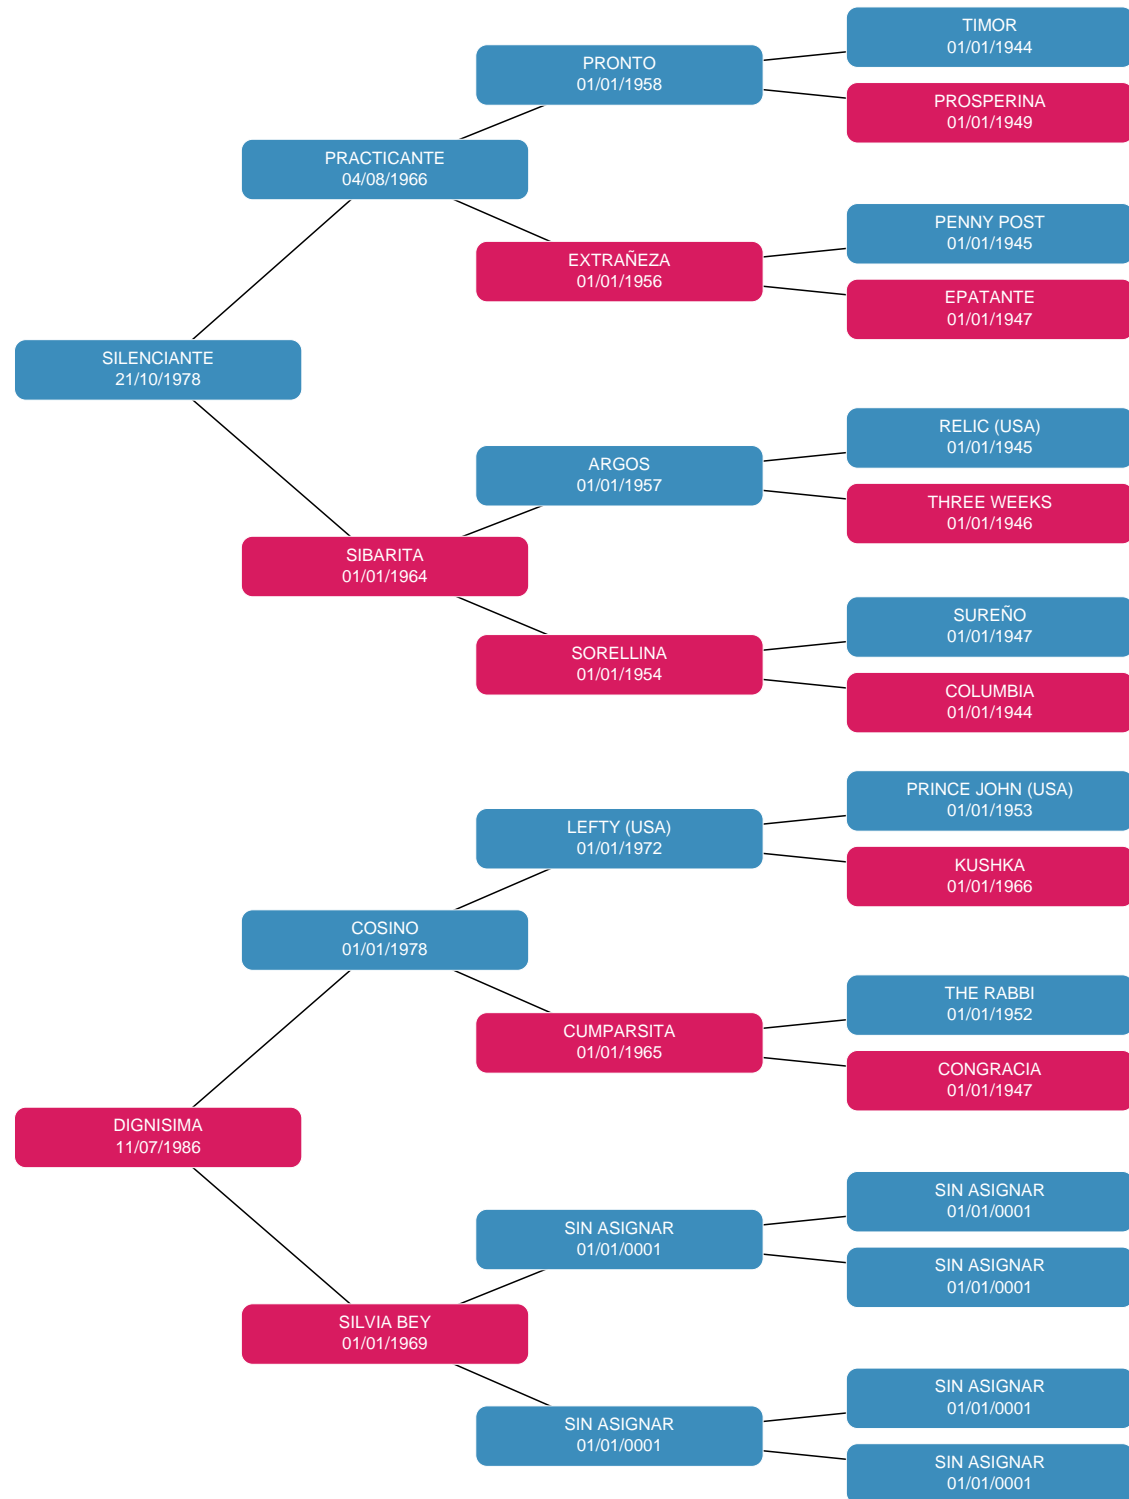 TIMOR
01/01/1944
PRONTO
01/01/1958
PROSPERINA
01/01/1949
PRACTICANTE
04/08/1966
PENNY POST
01/01/1945
EXTRAÑEZA
01/01/1956
EPATANTE
01/01/1947
SILENCIANTE
21/10/1978
RELIC (USA)
01/01/1945
ARGOS
01/01/1957
THREE WEEKS
01/01/1946
SIBARITA
01/01/1964
SUREÑO
01/01/1947
SORELLINA
01/01/1954
COLUMBIA
01/01/1944
PRINCE JOHN (USA)
01/01/1953
LEFTY (USA)
01/01/1972
KUSHKA
01/01/1966
COSINO
01/01/1978
THE RABBI
01/01/1952
CUMPARSITA
01/01/1965
CONGRACIA
01/01/1947
DIGNISIMA
11/07/1986
SIN ASIGNAR
01/01/0001
SIN ASIGNAR
01/01/0001
SIN ASIGNAR
01/01/0001
SILVIA BEY
01/01/1969
SIN ASIGNAR
01/01/0001
SIN ASIGNAR
01/01/0001
SIN ASIGNAR
01/01/0001